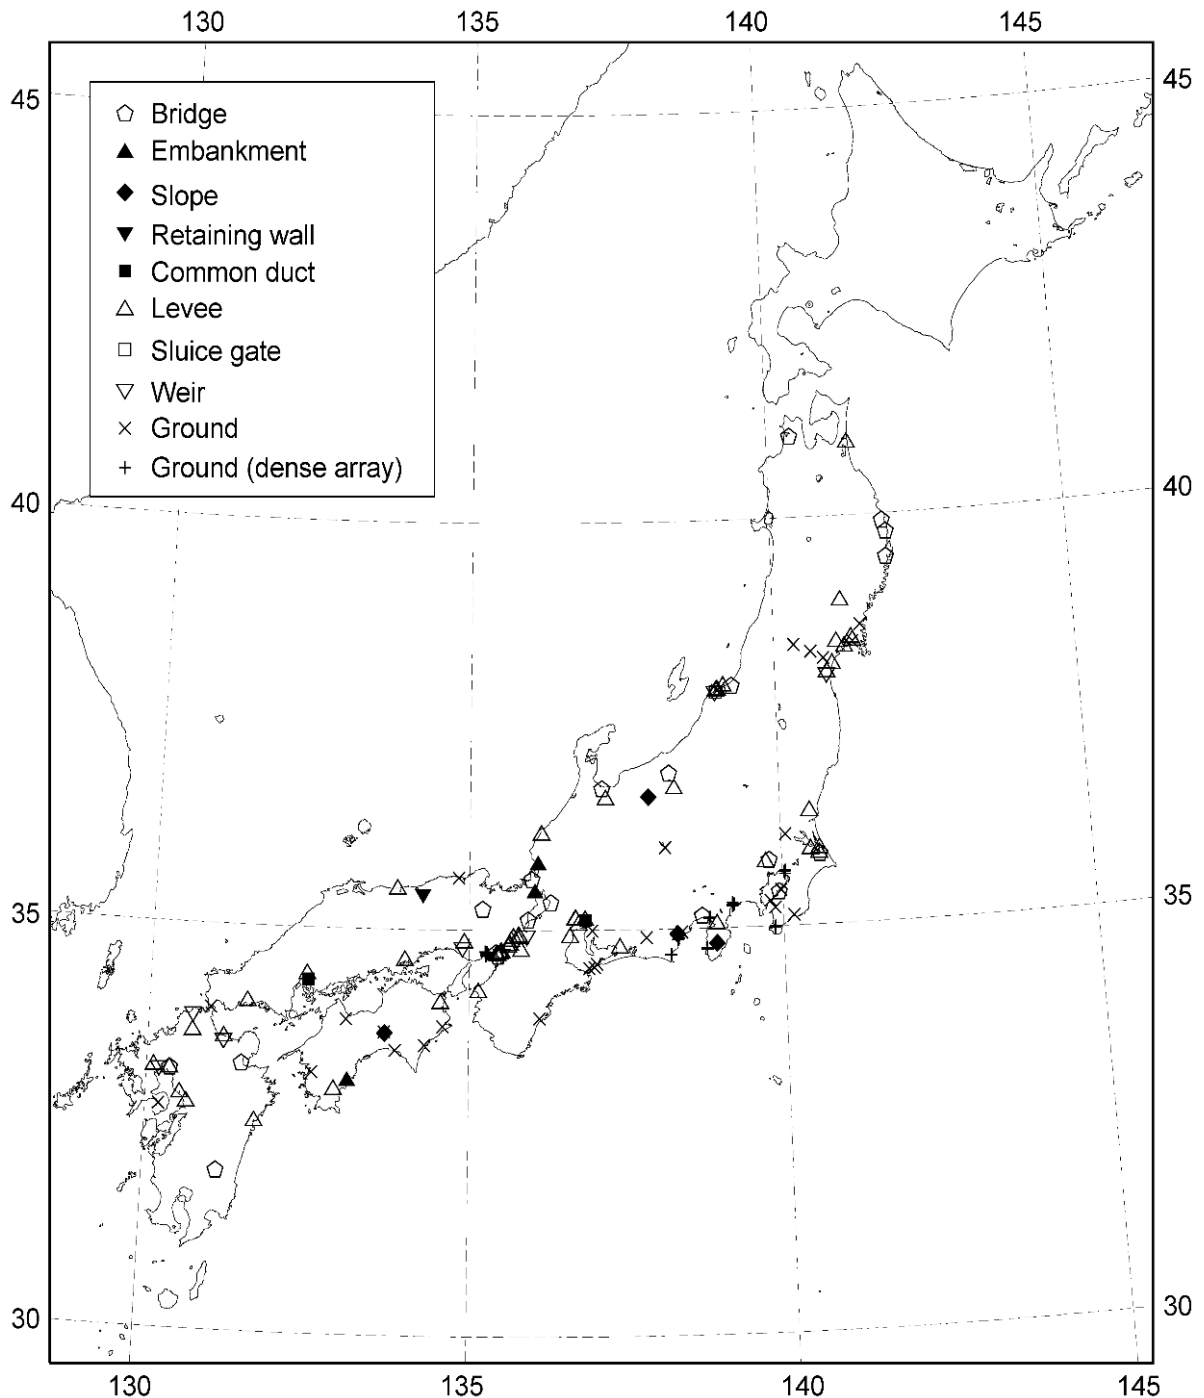 130 135 140 145
45 45
Bridge
Embankment
Slope
Retaining wall
Common duct
Levee
Sluice gate
Weir
Ground
Ground (dense array)
40 40
35 35
30 30
130 135 140 145